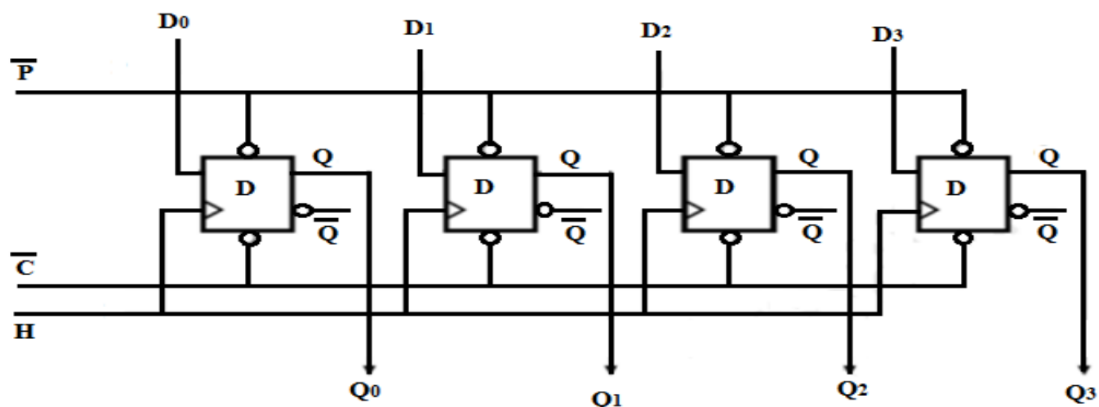 D0 D1 D2 D3
P̅
Q Q Q Q
D D D D
Q̅ Q̅ Q̅ Q̅
C̅
H
Q0 O1 Q2 Q3